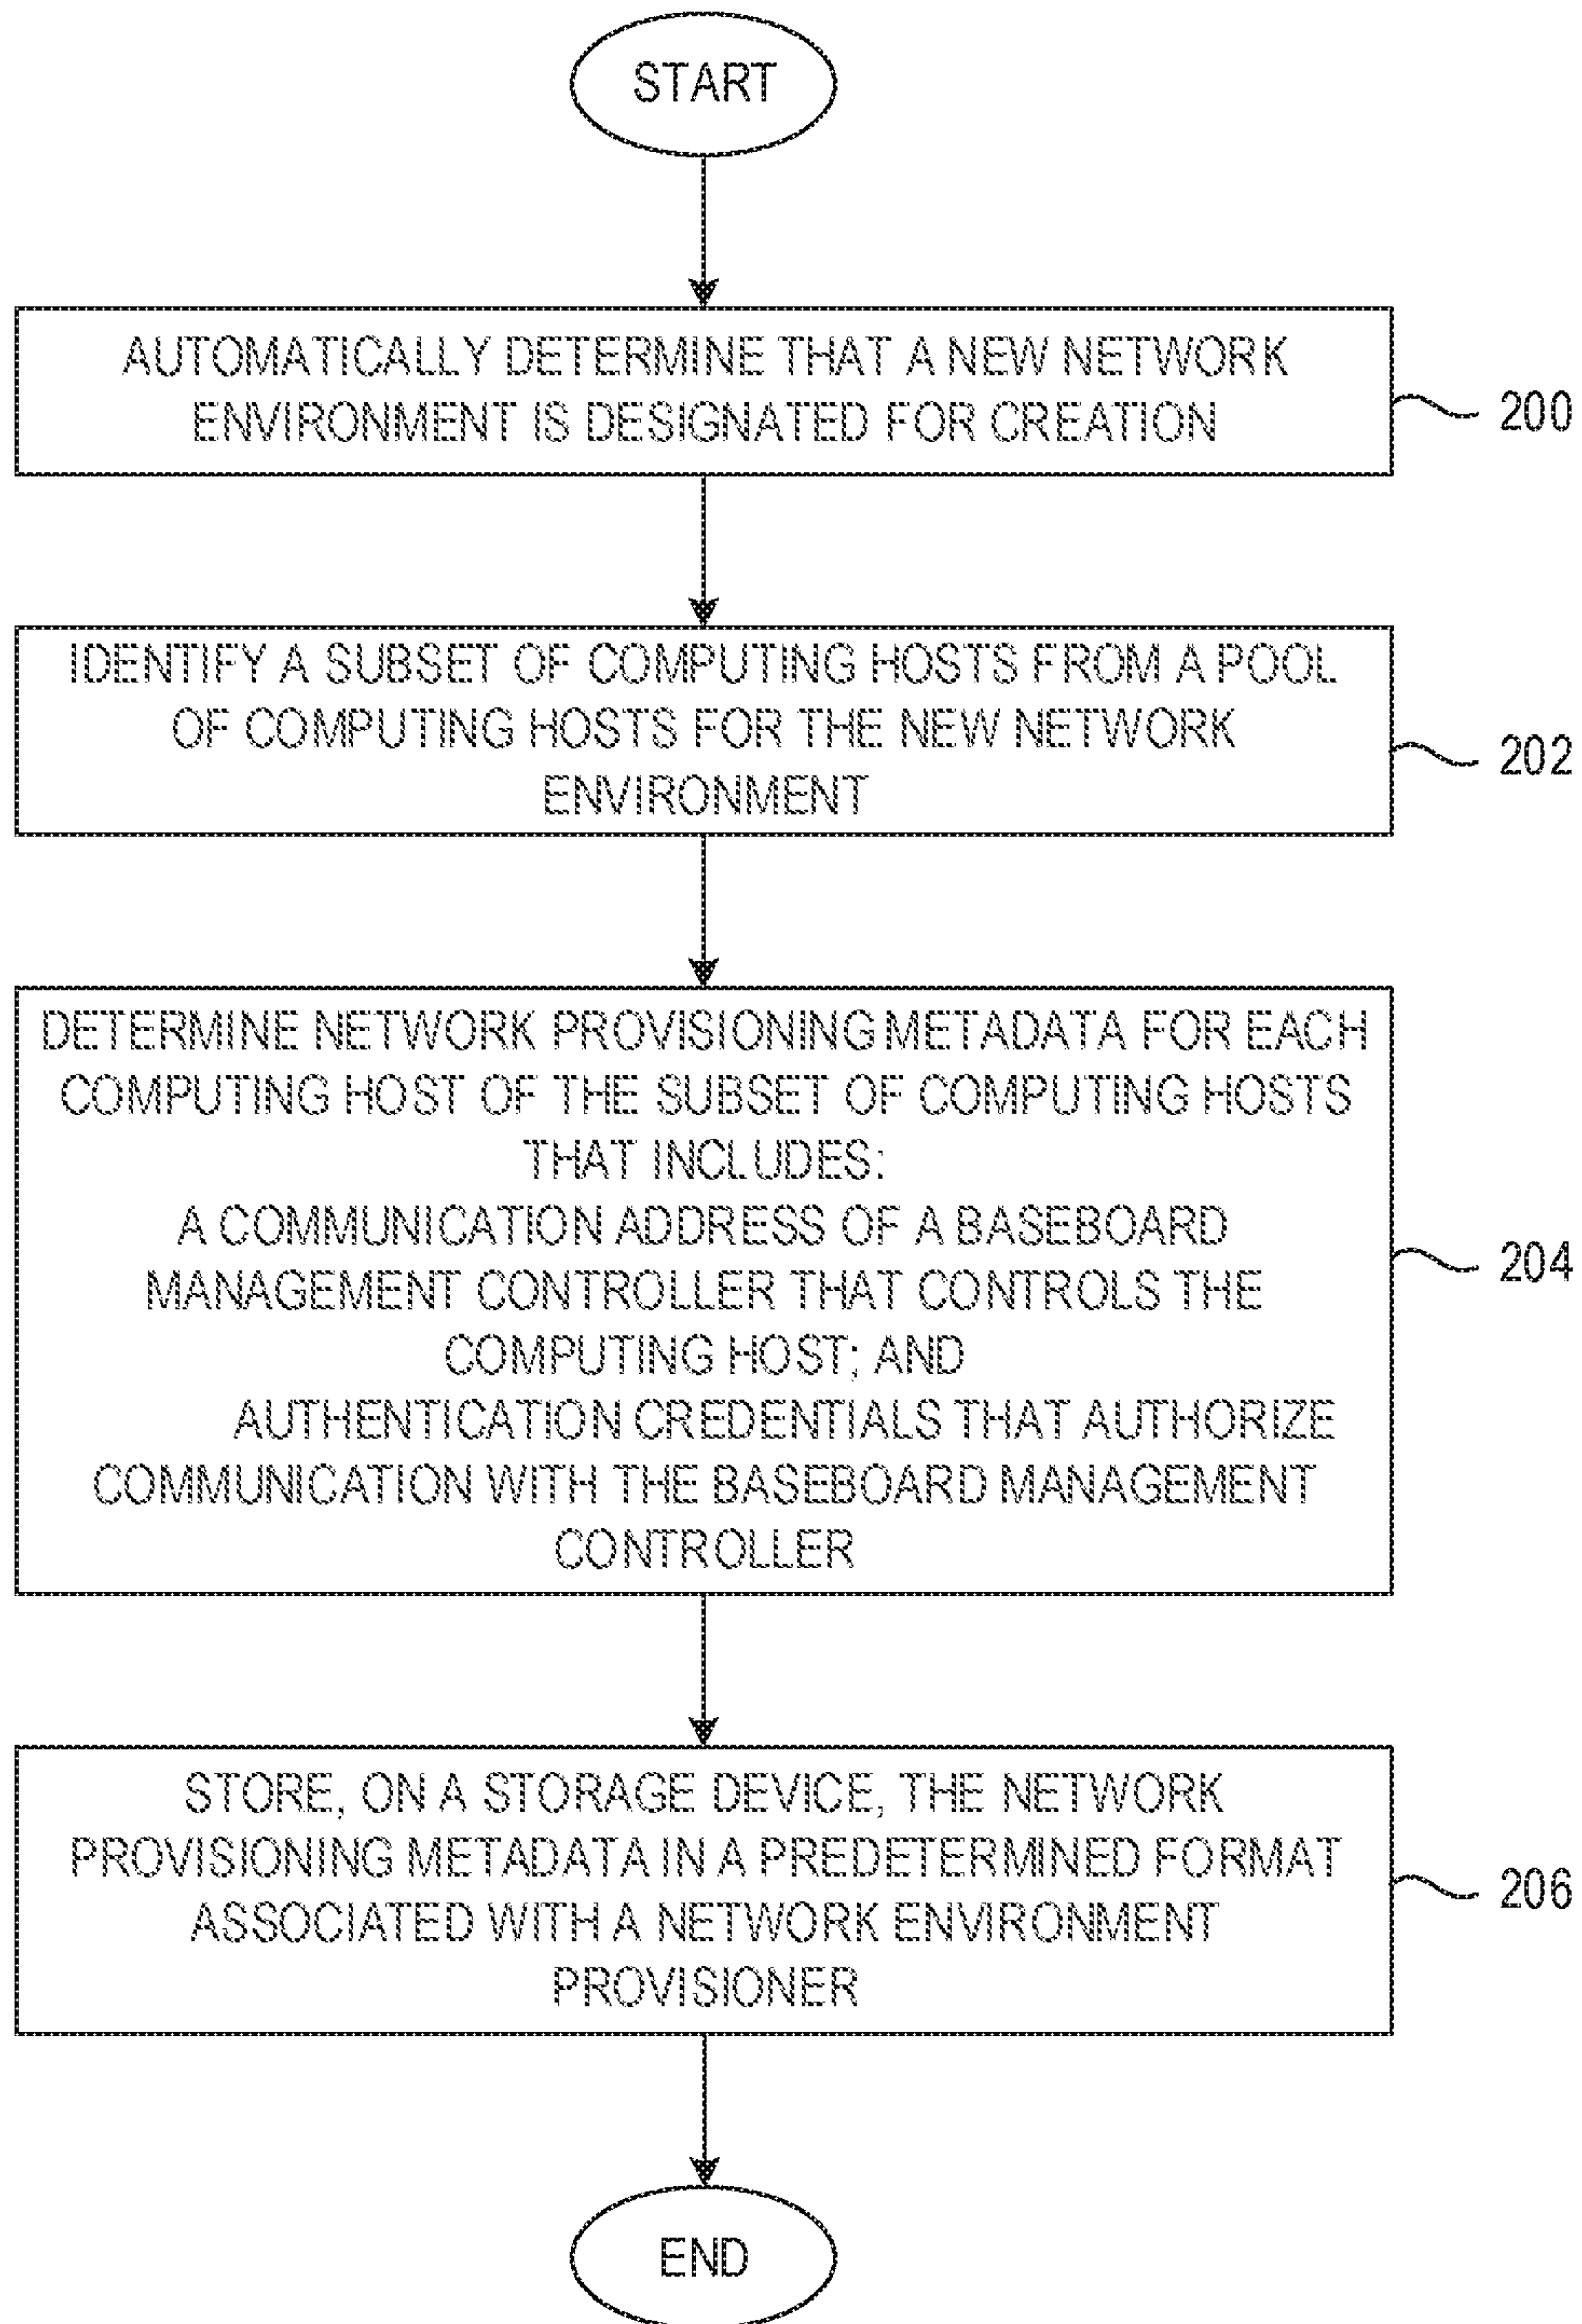 START
AUTOMATICALLY DETERMINE THAT A NEW NETWORK
ENVIRONMENT IS DESIGNATED FOR CREATION
200
IDENTIFY A SUBSET OF COMPUTING HOSTS FROM A POOL
OF COMPUTING HOSTS FOR THE NEW NETWORK
ENVIRONMENT
202
DETERMINE NETWORK PROVISIONING METADATA FOR EACH
COMPUTING HOST OF THE SUBSET OF COMPUTING HOSTS
THAT INCLUDES:
A COMMUNICATION ADDRESS OF A BASEBOARD
MANAGEMENT CONTROLLER THAT CONTROLS THE
COMPUTING HOST; AND
AUTHENTICATION CREDENTIALS THAT AUTHORIZE
COMMUNICATION WITH THE BASEBOARD MANAGEMENT
CONTROLLER
204
STORE, ON A STORAGE DEVICE, THE NETWORK
PROVISIONING METADATA IN A PREDETERMINED FORMAT
ASSOCIATED WITH A NETWORK ENVIRONMENT
PROVISIONER
206
END